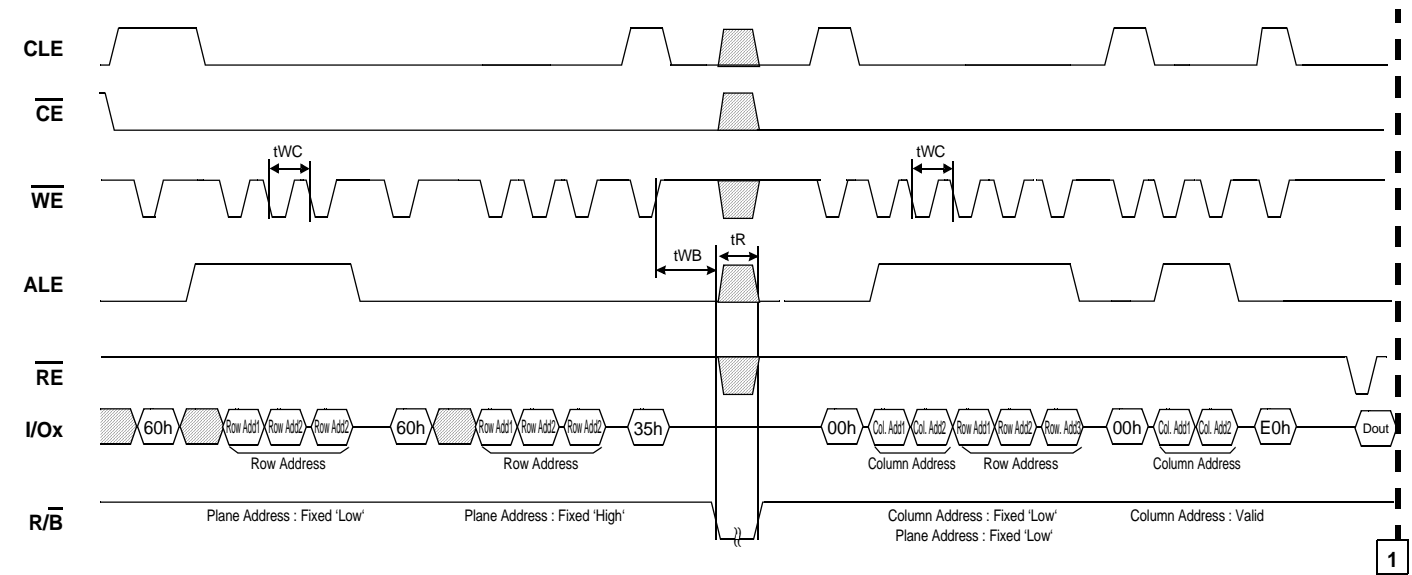 CLE
CE
tWC
tWC
WE
tWB
tR
ALE
RE
I/Ox
60h
Row Add1
Row Add2
Row Add2
60h
Row Add1
Row Add2
Row Add2
35h
00h
Col. Add1
Col. Add2
Row Add1
Row Add2
Row. Add3
00h
Col. Add1
Col. Add2
E0h
Dout
Row Address
Row Address
Column Address
Row Address
Column Address
R/B
Plane Address : Fixed ‘Low‘
Plane Address : Fixed ‘High‘
Column Address : Fixed ‘Low‘
Plane Address : Fixed ‘Low‘
Column Address : Valid
1